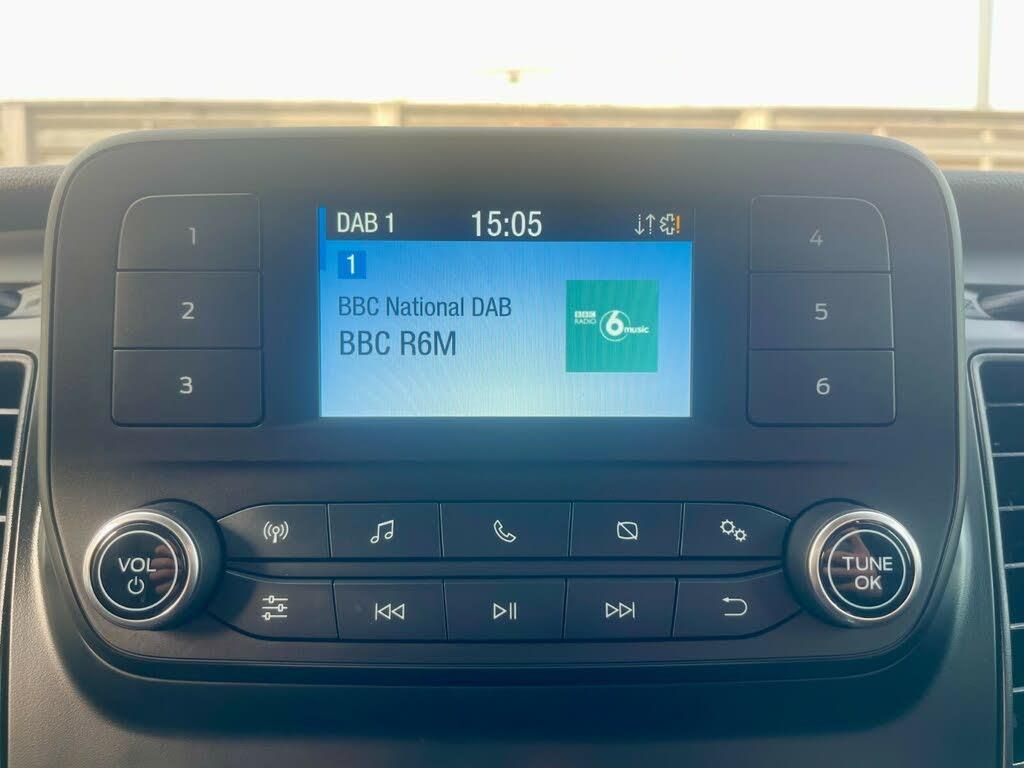 DAB 1 15:05
1
BBC National DAB
BBC R6M
BBC
RADIO 6 music
1
2
3
4
5
6
VOL
TUNE
OK